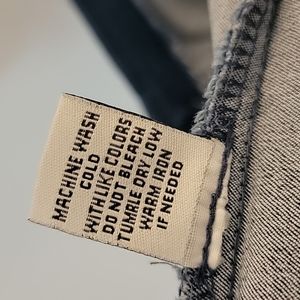 MACHINE WASH
COLD
WITH LIKE COLORS
DO NOT BLEACH
TUMBLE DRY LOW
WARM IRON
IF NEEDED